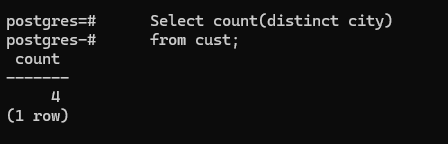 postgres=#      Select count(distinct city)
postgres-#      from cust;
 count
-------
     4
(1 row)